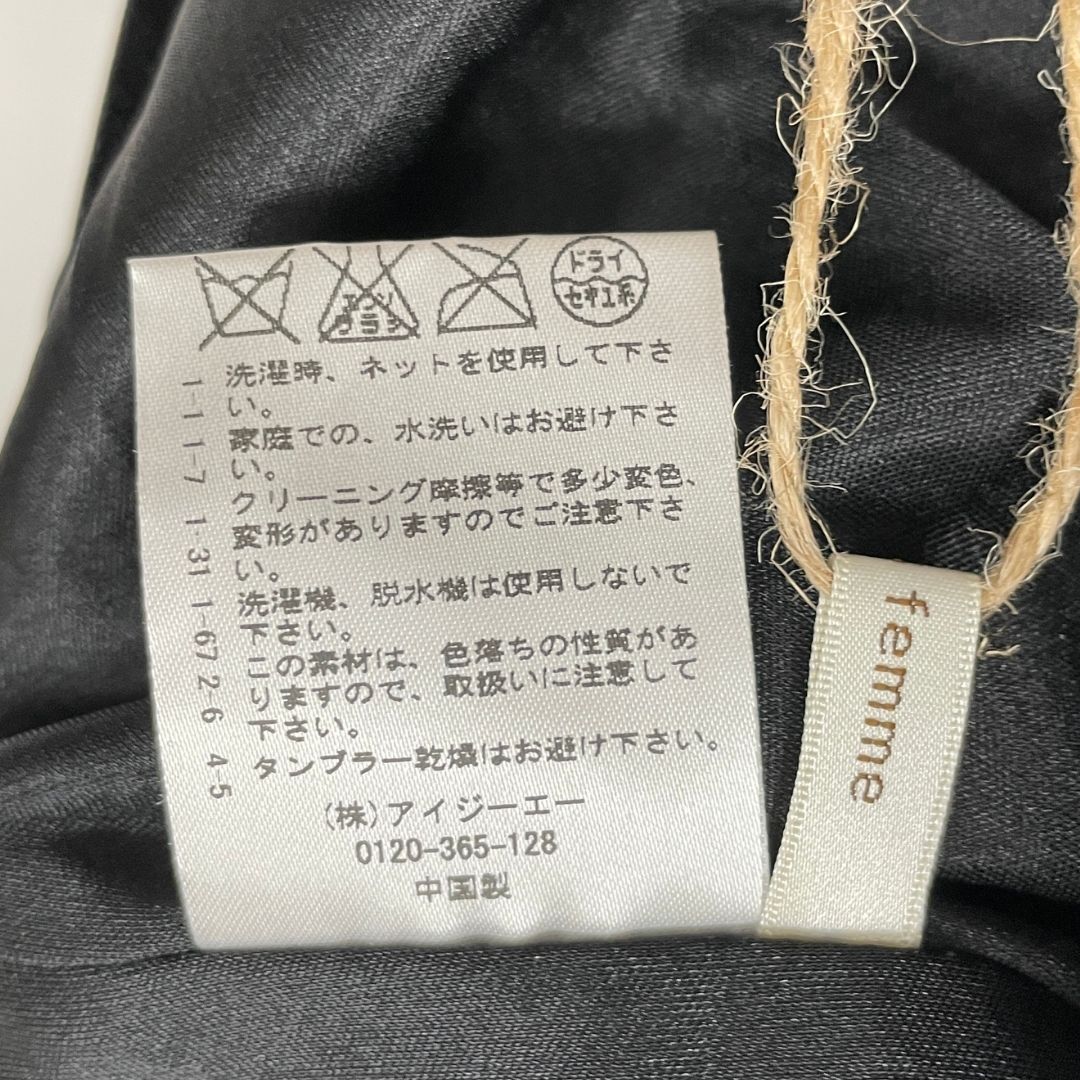 エンソ
サラシ
ドライ
セキユ系
洗濯時、ネットを使用して下さ
い。
家庭での、水洗いはお避け下さ
い。
クリーニング摩擦等で多少変色、
変形がありますのでご注意下さ
い。
洗濯機、脱水機は使用しないで
下さい。
この素材は、色落ちの性質があ
りますので、取扱いに注意して
下さい。
タンブラー乾燥はお避け下さい。
(株)アイジーエー
0120-365-128
中国製
1-1 1-7 1-31 1-67 2 6 4-5
femme